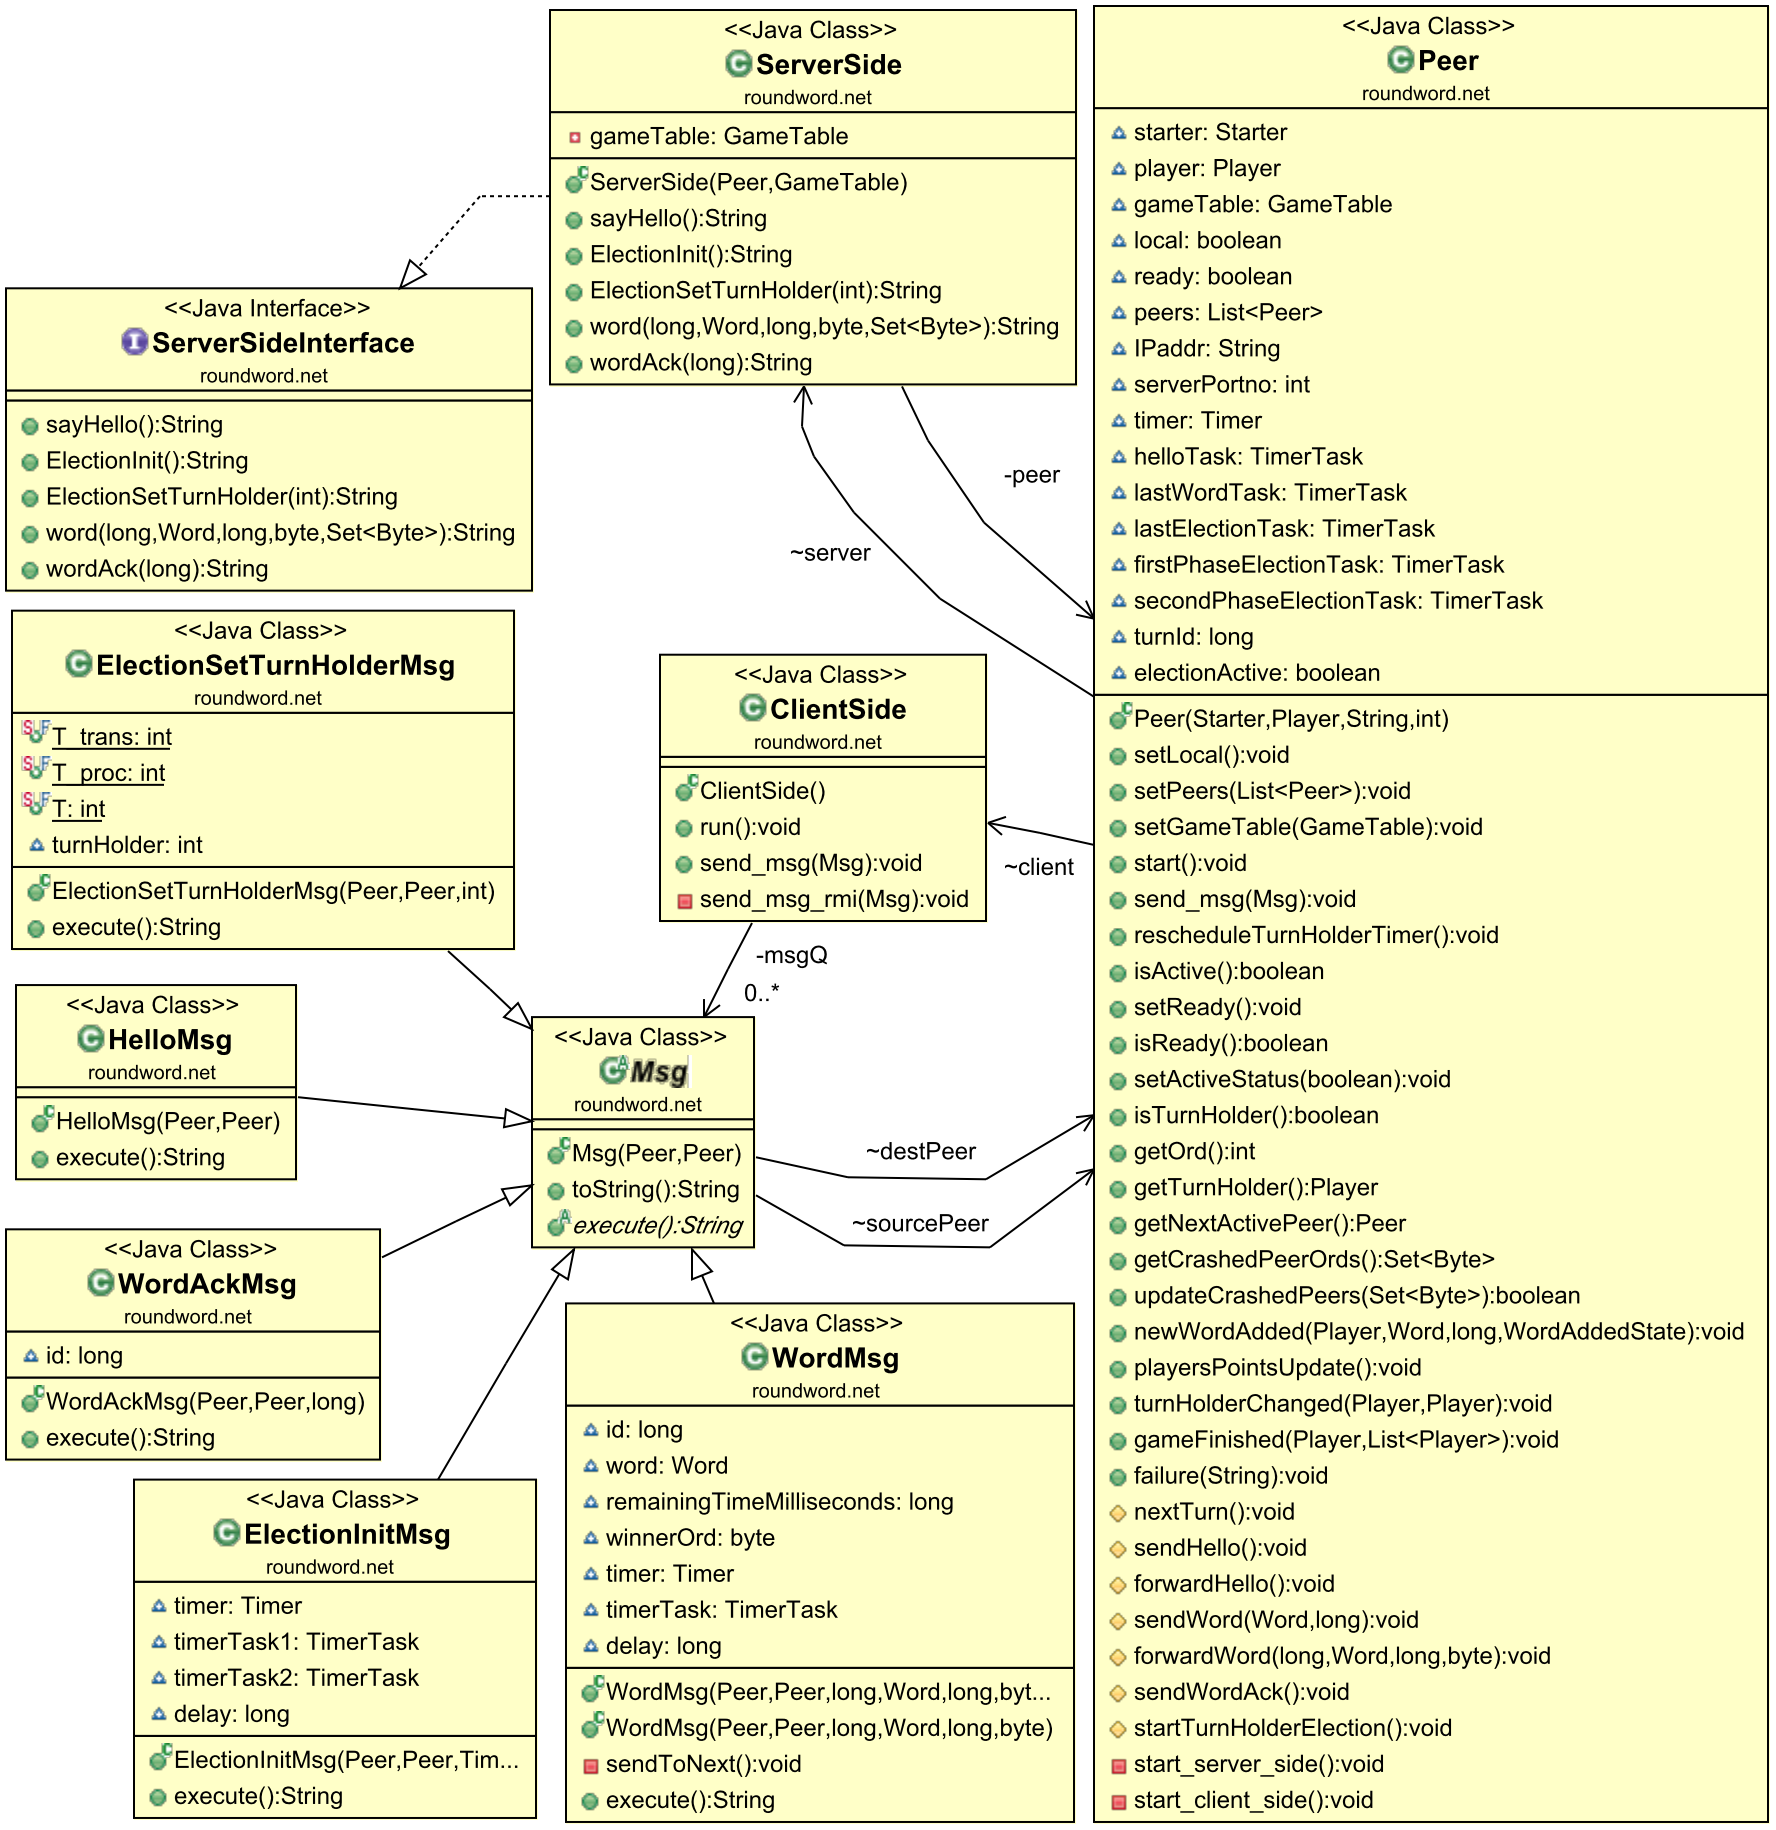 <<Java Class>>
ServerSide
roundword.net
gameTable: GameTable
ServerSide(Peer,GameTable)
sayHello():String
ElectionInit():String
ElectionSetTurnHolder(int):String
word(long,Word,long,byte,Set<Byte>):String
wordAck(long):String
<<Java Class>>
Peer
roundword.net
starter: Starter
player: Player
gameTable: GameTable
local: boolean
ready: boolean
peers: List<Peer>
IPaddr: String
serverPortno: int
timer: Timer
helloTask: TimerTask
lastWordTask: TimerTask
lastElectionTask: TimerTask
firstPhaseElectionTask: TimerTask
secondPhaseElectionTask: TimerTask
turnId: long
electionActive: boolean
Peer(Starter,Player,String,int)
setLocal():void
setPeers(List<Peer>):void
setGameTable(GameTable):void
start():void
send_msg(Msg):void
rescheduleTurnHolderTimer():void
isActive():boolean
setReady():void
isReady():boolean
setActiveStatus(boolean):void
isTurnHolder():boolean
getOrd():int
getTurnHolder():Player
getNextActivePeer():Peer
getCrashedPeerOrds():Set<Byte>
updateCrashedPeers(Set<Byte>):boolean
newWordAdded(Player,Word,long,WordAddedState):void
playersPointsUpdate():void
turnHolderChanged(Player,Player):void
gameFinished(Player,List<Player>):void
failure(String):void
nextTurn():void
sendHello():void
forwardHello():void
sendWord(Word,long):void
forwardWord(long,Word,long,byte):void
sendWordAck():void
startTurnHolderElection():void
start_server_side():void
start_client_side():void
<<Java Interface>>
ServerSideInterface
roundword.net
sayHello():String
ElectionInit():String
ElectionSetTurnHolder(int):String
word(long,Word,long,byte,Set<Byte>):String
wordAck(long):String
-peer
~server
<<Java Class>>
ElectionSetTurnHolderMsg
roundword.net
T_trans: int
T_proc: int
T: int
turnHolder: int
ElectionSetTurnHolderMsg(Peer,Peer,int)
execute():String
<<Java Class>>
ClientSide
roundword.net
ClientSide()
run():void
send_msg(Msg):void
send_msg_rmi(Msg):void
~client
-msgQ
0..*
<<Java Class>>
HelloMsg
roundword.net
HelloMsg(Peer,Peer)
execute():String
<<Java Class>>
Msg
roundword.net
Msg(Peer,Peer)
toString():String
execute():String
~destPeer
~sourcePeer
<<Java Class>>
WordAckMsg
roundword.net
id: long
WordAckMsg(Peer,Peer,long)
execute():String
<<Java Class>>
WordMsg
roundword.net
id: long
word: Word
remainingTimeMilliseconds: long
winnerOrd: byte
timer: Timer
timerTask: TimerTask
delay: long
WordMsg(Peer,Peer,long,Word,long,byt...
WordMsg(Peer,Peer,long,Word,long,byte)
sendToNext():void
execute():String
<<Java Class>>
ElectionInitMsg
roundword.net
timer: Timer
timerTask1: TimerTask
timerTask2: TimerTask
delay: long
ElectionInitMsg(Peer,Peer,Tim...
execute():String